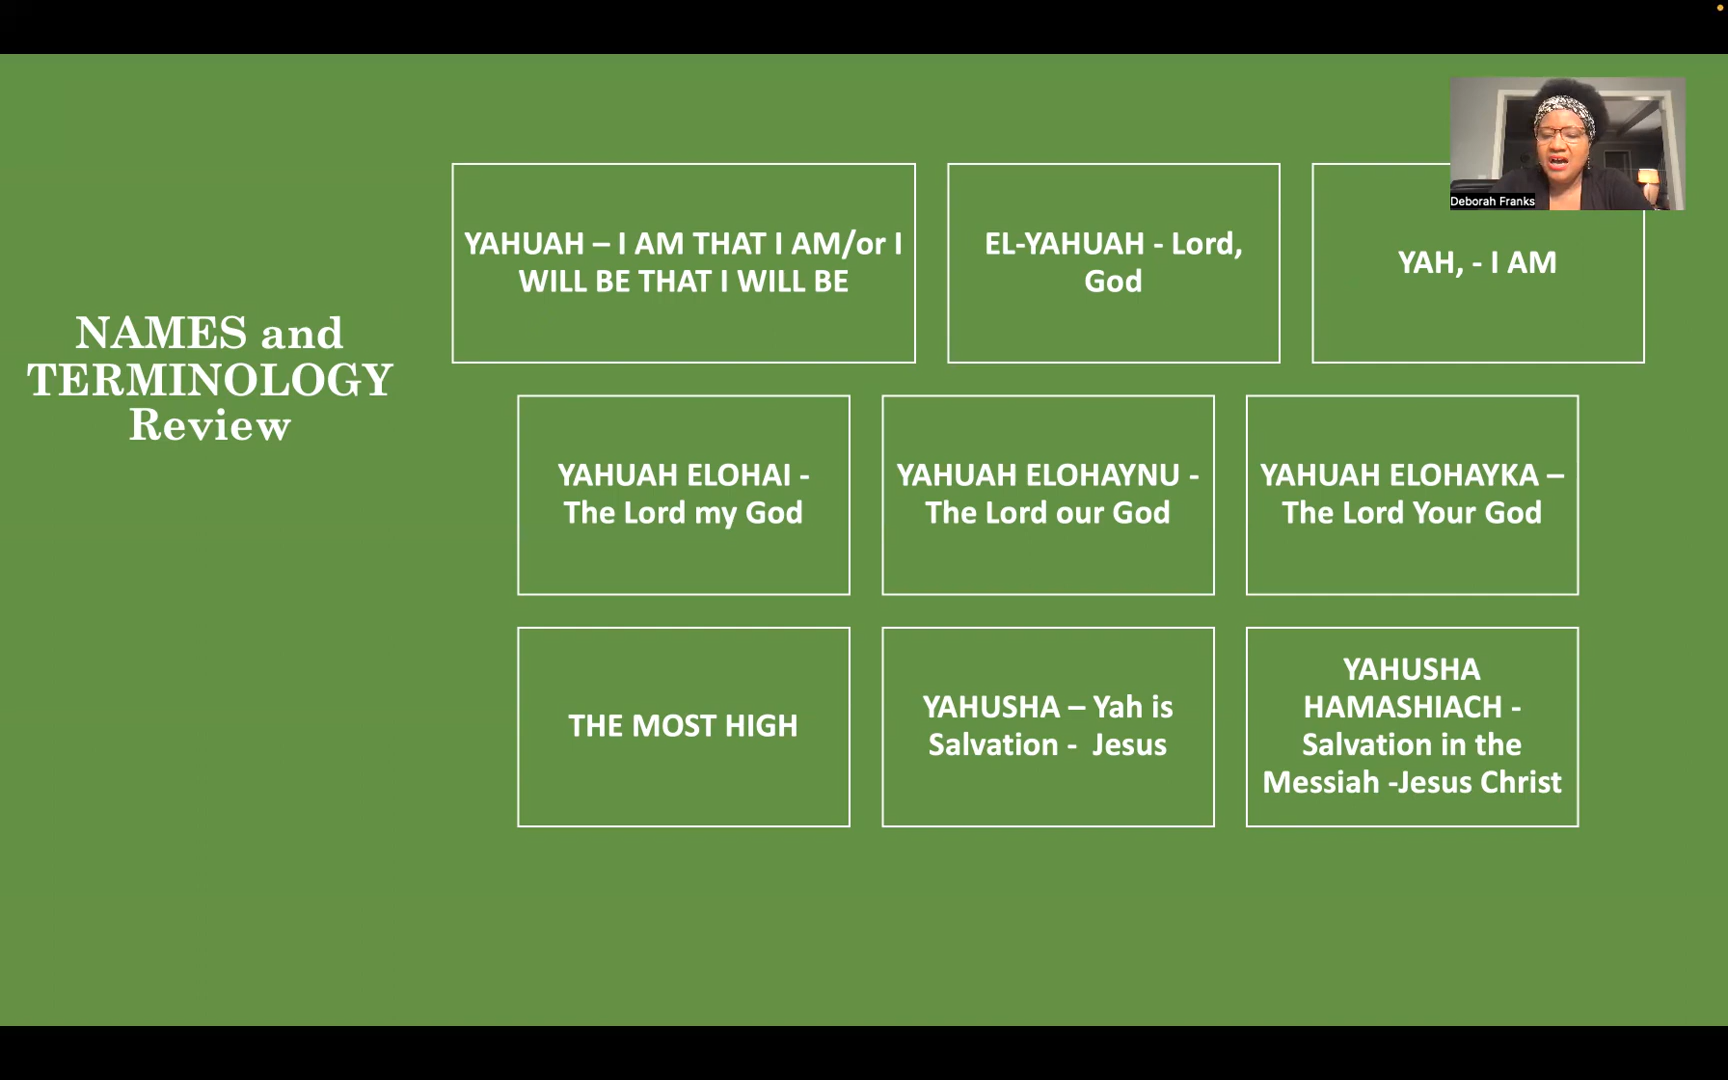 NAMES and
TERMINOLOGY
Review
YAHUAH – I AM THAT I AM/or I
WILL BE THAT I WILL BE
EL-YAHUAH - Lord,
God
YAH, - I AM
Deborah Franks
YAHUAH ELOHAI -
The Lord my God
YAHUAH ELOHAYNU -
The Lord our God
YAHUAH ELOHAYKA –
The Lord Your God
THE MOST HIGH
YAHUSHA – Yah is
Salvation - Jesus
YAHUSHA
HAMASHIACH -
Salvation in the
Messiah -Jesus Christ